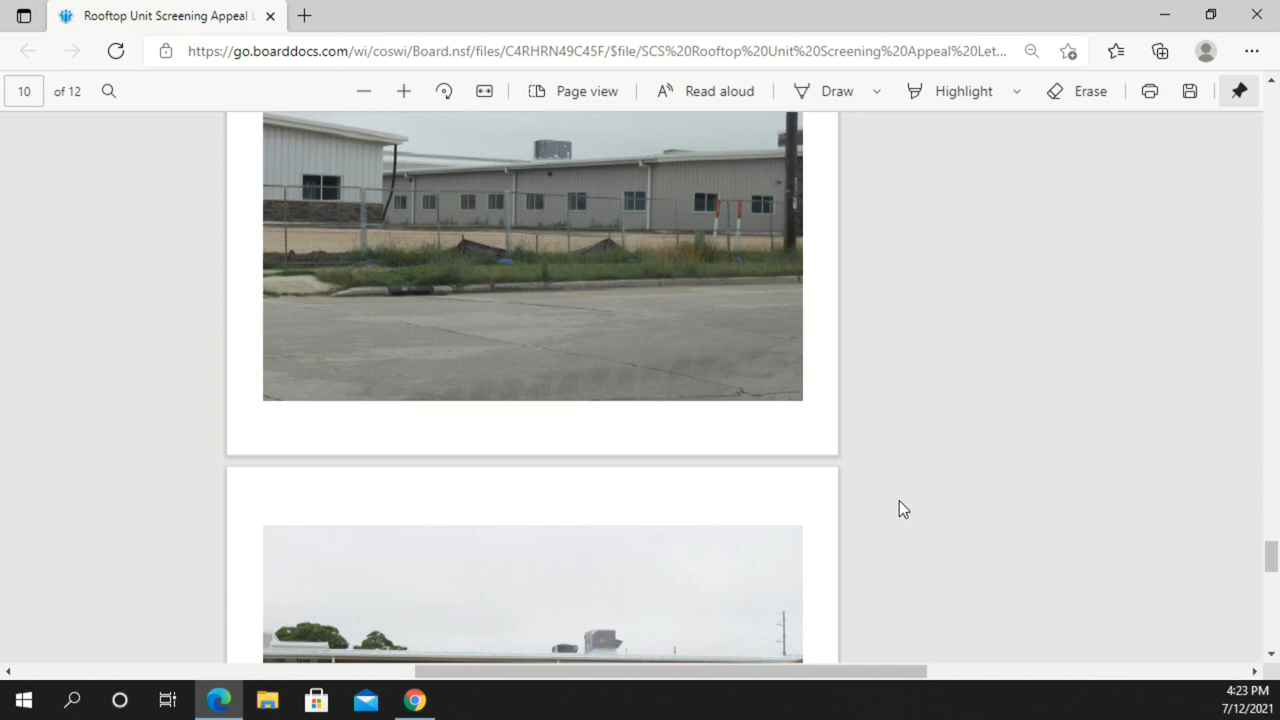 Rooftop Unit Screening Appeal
https://go.boarddocs.com/wi/coswi/Board.nsf/files/C4RHRN49C45F/$file/SCS%20Rooftop%20Unit%20Screening%20Appeal%20Let...
10 of 12 Page view Read aloud Draw Highlight Erase
4:23 PM
7/12/2021